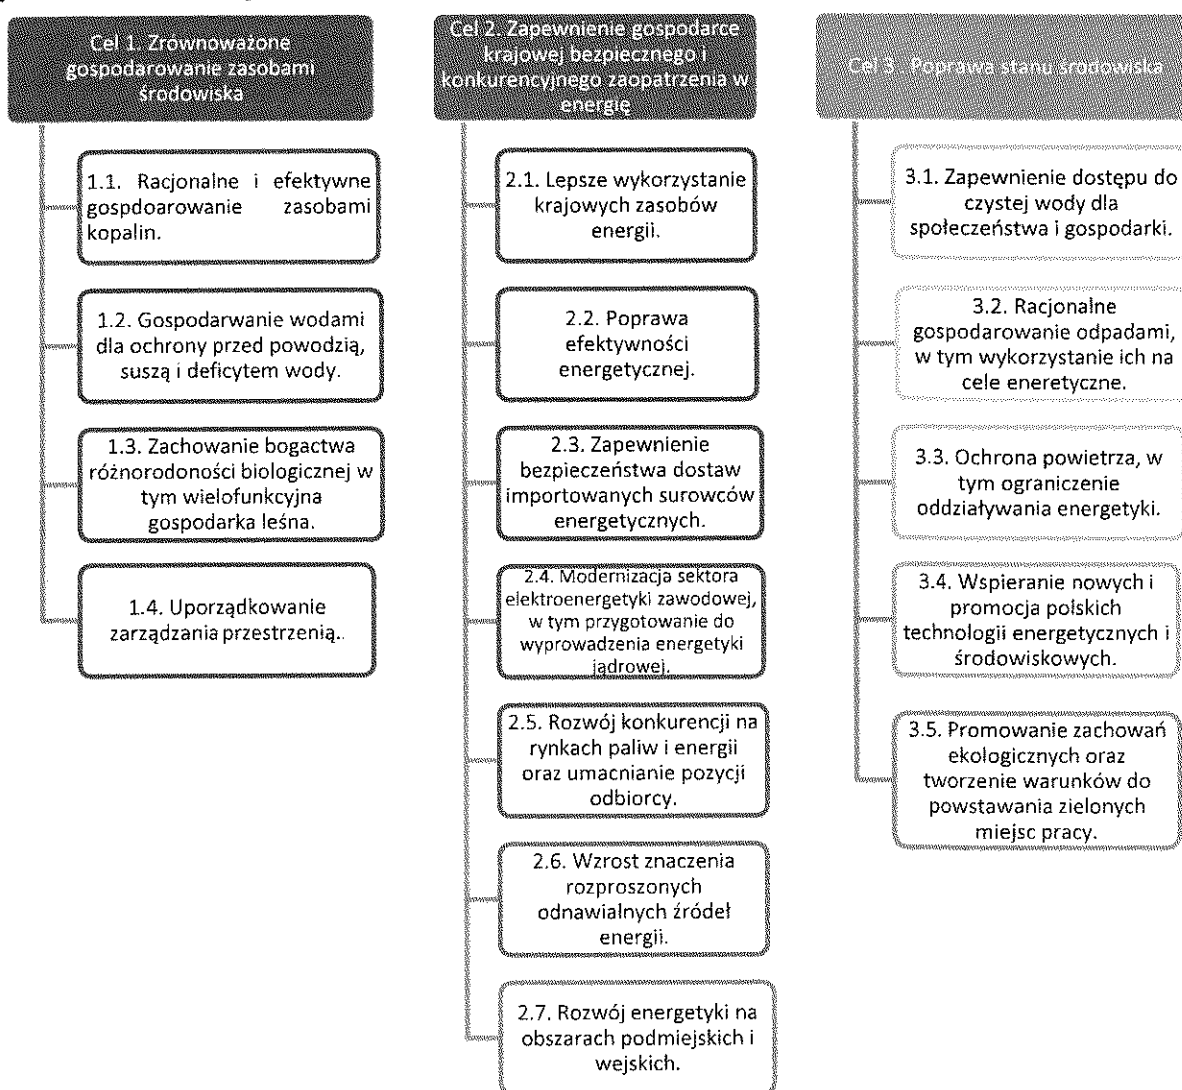 Cel 1. Zrównoważone
gospodarowanie zasobami
środowiska
1.1. Racjonalne i efektywne
gospdoarowanie zasobami
kopalin.
1.2. Gospodarwanie wodami
dla ochrony przed powodzią,
suszą i deficytem wody.
1.3. Zachowanie bogactwa
różnorodoności biologicznej w
tym wielofunkcyjna
gospodarka leśna.
1.4. Uporządkowanie
zarządzania przestrzenią..
Cel 2. Zapewnienie gospodarce
krajowej bezpiecznego i
konkurencyjnego zaopatrzenia w
energię
2.1. Lepsze wykorzystanie
krajowych zasobów
energii.
2.2. Poprawa
efektywności
energetycznej.
2.3. Zapewnienie
bezpieczeństwa dostaw
importowanych surowców
energetycznych.
2.4. Modernizacja sektora
elektroenergetyki zawodowej,
w tym przygotowanie do
wyprowadzenia energetyki
jądrowej.
2.5. Rozwój konkurencji na
rynkach paliw i energii
oraz umacnianie pozycji
odbiorcy.
2.6. Wzrost znaczenia
rozproszonych
odnawialnych źródeł
energii.
2.7. Rozwój energetyki na
obszarach podmiejskich i
wejskich.
Cel 3. Poprawa stanu środowiska
3.1. Zapewnienie dostępu do
czystej wody dla
społeczeństwa i gospodarki.
3.2. Racjonalne
gospodarowanie odpadami,
w tym wykorzystanie ich na
cele eneretyczne.
3.3. Ochrona powietrza, w
tym ograniczenie
oddziaływania energetyki.
3.4. Wspieranie nowych i
promocja polskich
technologii energetycznych i
środowiskowych.
3.5. Promowanie zachowań
ekologicznych oraz
tworzenie warunków do
powstawania zielonych
miejsc pracy.